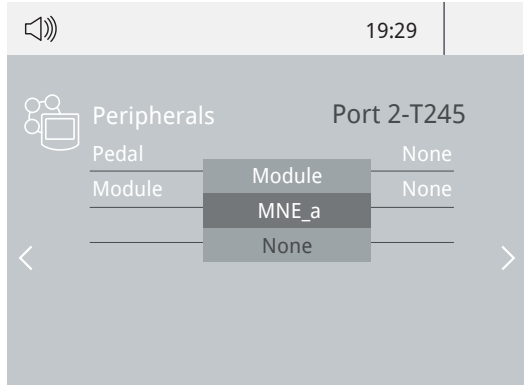 19:29
Peripherals Port 2-T245
Pedal None
Module None
Module
MNE_a
None